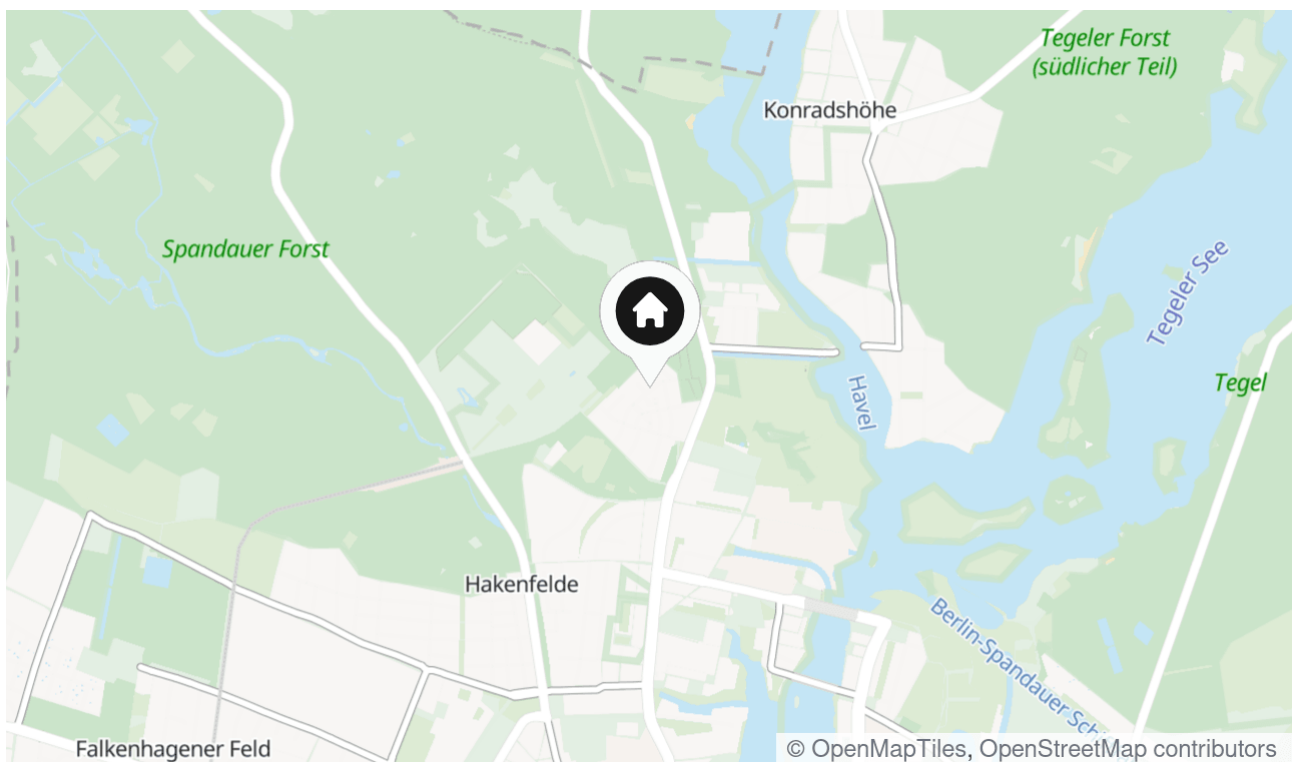 Tegeler Forst
(südlicher Teil)
Konradshöhe
Spandauer Forst
Tegeler See
Tegel
Havel
Hakenfelde
Berlin-Spandauer Sch
Falkenhagener Feld
© OpenMapTiles, OpenStreetMap contributors